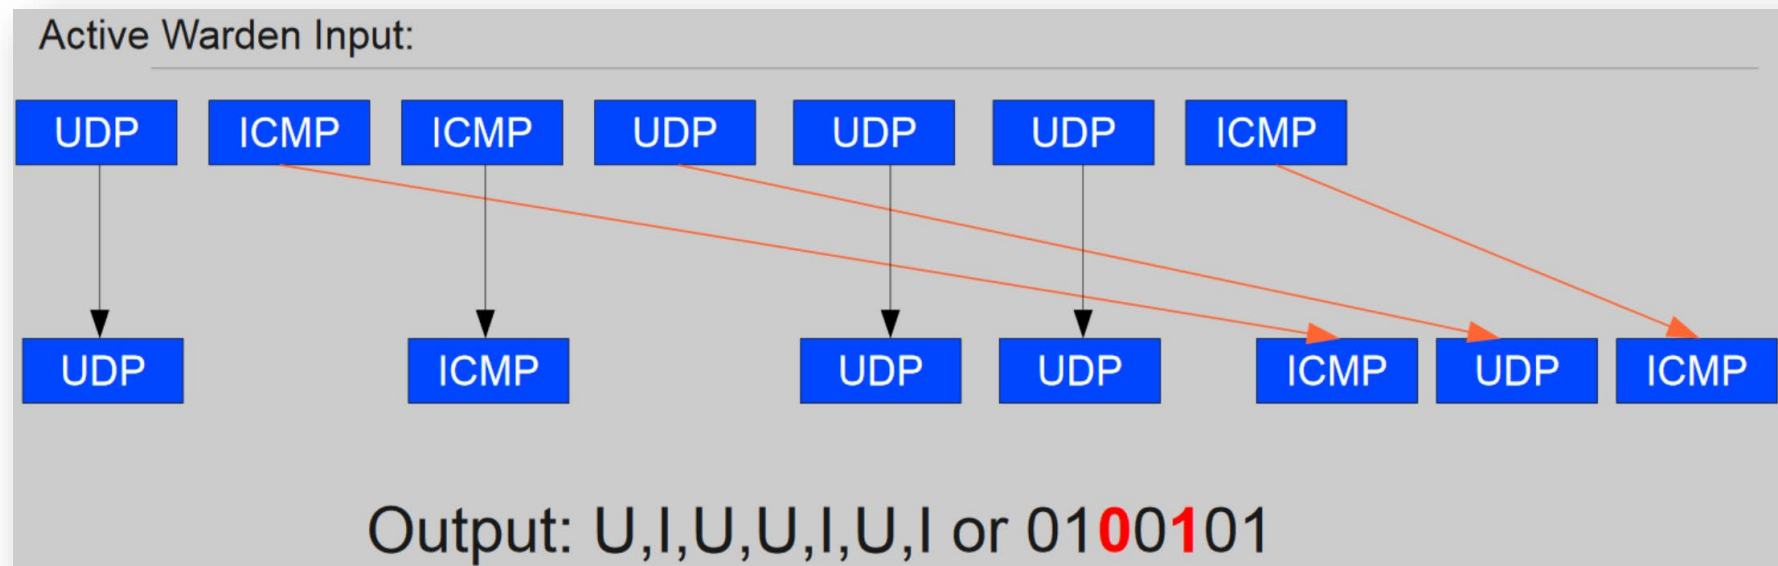 Active Warden Input:
UDP ICMP ICMP UDP UDP UDP ICMP
UDP ICMP UDP UDP ICMP UDP ICMP
Output: U,I,U,U,I,U,I or 0100101